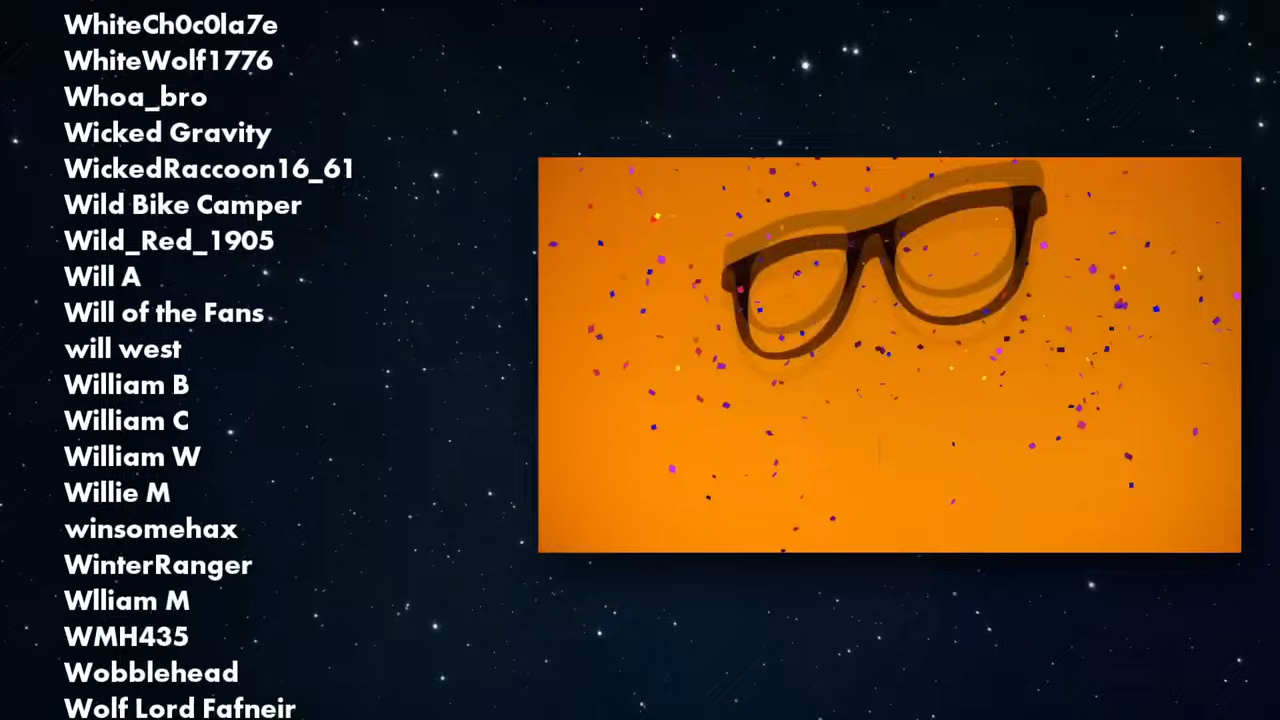 WhiteCh0c0la7e
WhiteWolf1776
Whoa_bro
Wicked Gravity
WickedRaccoon16_61
Wild Bike Camper
Wild_Red_1905
Will A
Will of the Fans
will west
William B
William C
William W
Willie M
winsomehax
WinterRanger
Wlliam M
WMH435
Wobblehead
Wolf Lord Fafneir